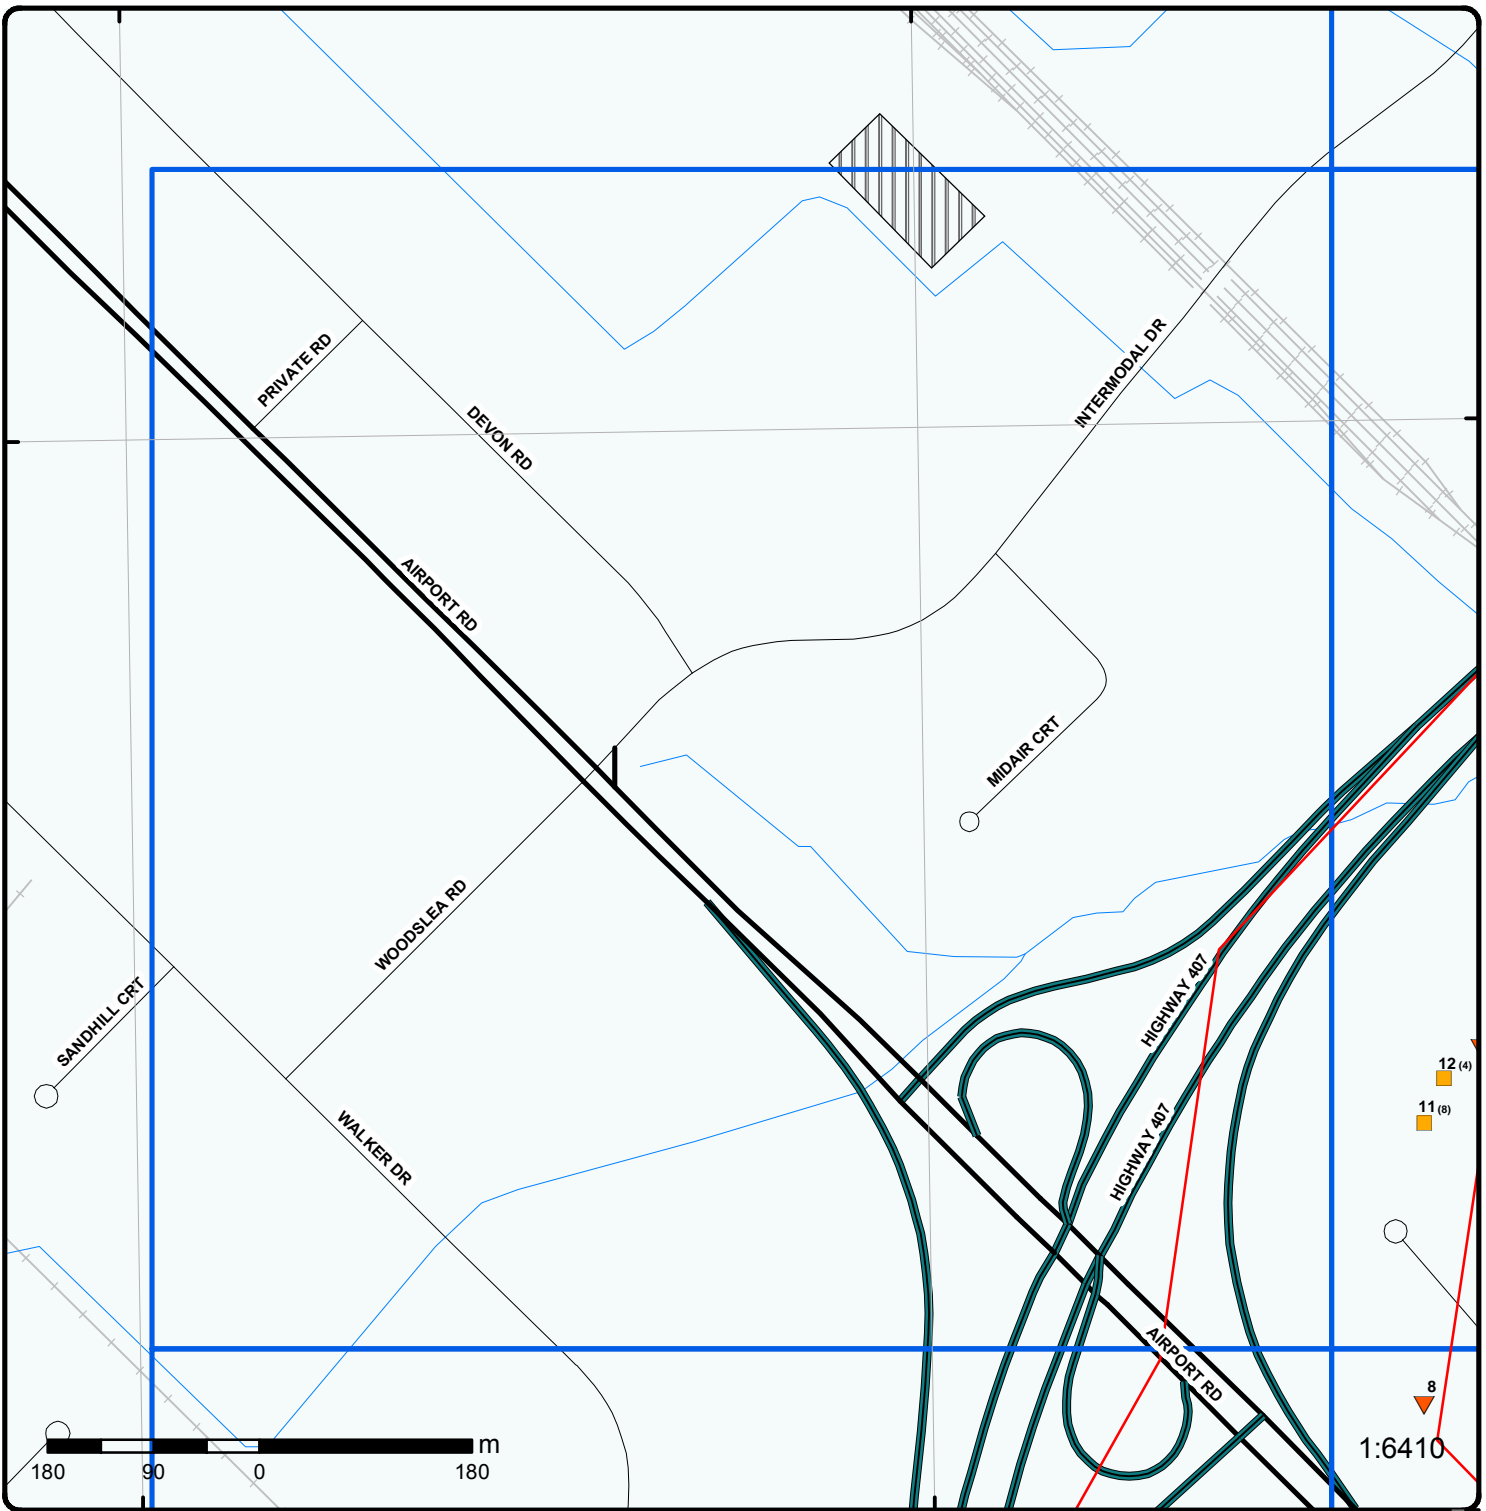 PRIVATE RD
DEVON RD
INTERMODAL DR
AIRPORT RD
MIDAIR CRT
WOODSLEA RD
SANDHILL CRT
HIGHWAY 407
12 (4)
11 (8)
HIGHWAY 407
WALKER DR
AIRPORT RD
8
1:6410
m
180 90 0 180